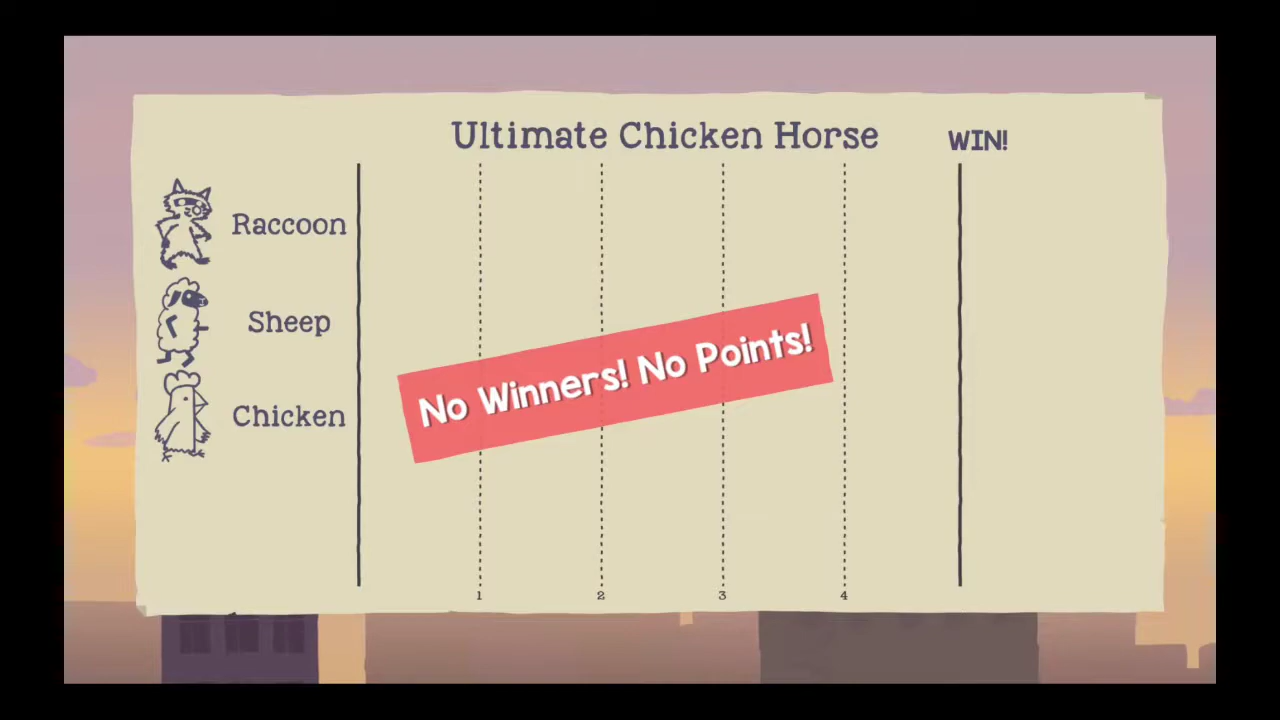 Ultimate Chicken Horse
WIN!
Raccoon
Sheep
No Winners! No Points!
Chicken
1 2 3 4